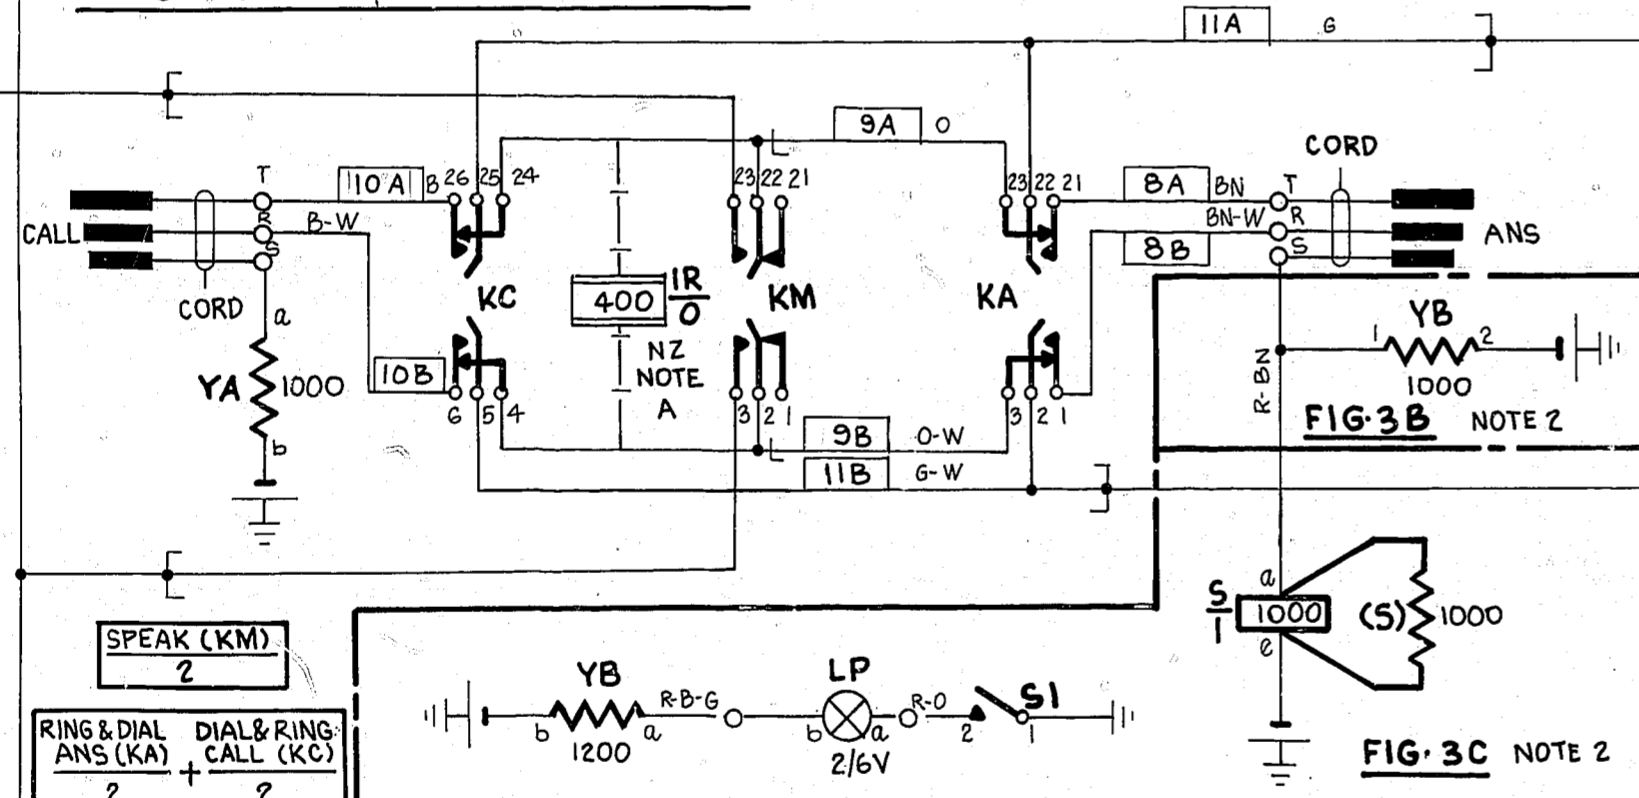 11A G
9A O
CORD
T 10A B 26 25 24 23 22 21 23 22 21 8A BN T
R B-W BN-W R
CALL S 8B S ANS
CORD
KC 400 1R/0 KM KA
a
YA 1000
b
10B
NZ
NOTE
A
6 5 4 3 2 1 3 2 1
9B O-W
11B G-W
R-BN
YB
1 2
1000
FIG.3B NOTE 2
SPEAK (KM)
2
RING & DIAL
ANS (KA)
2
+
DIAL & RING
CALL (KC)
2
YB LP S1
R-B-G R-O
b a b a 2 1
1200 2/6V
a
S/1 1000 (S) 1000
e
FIG. 3C NOTE 2